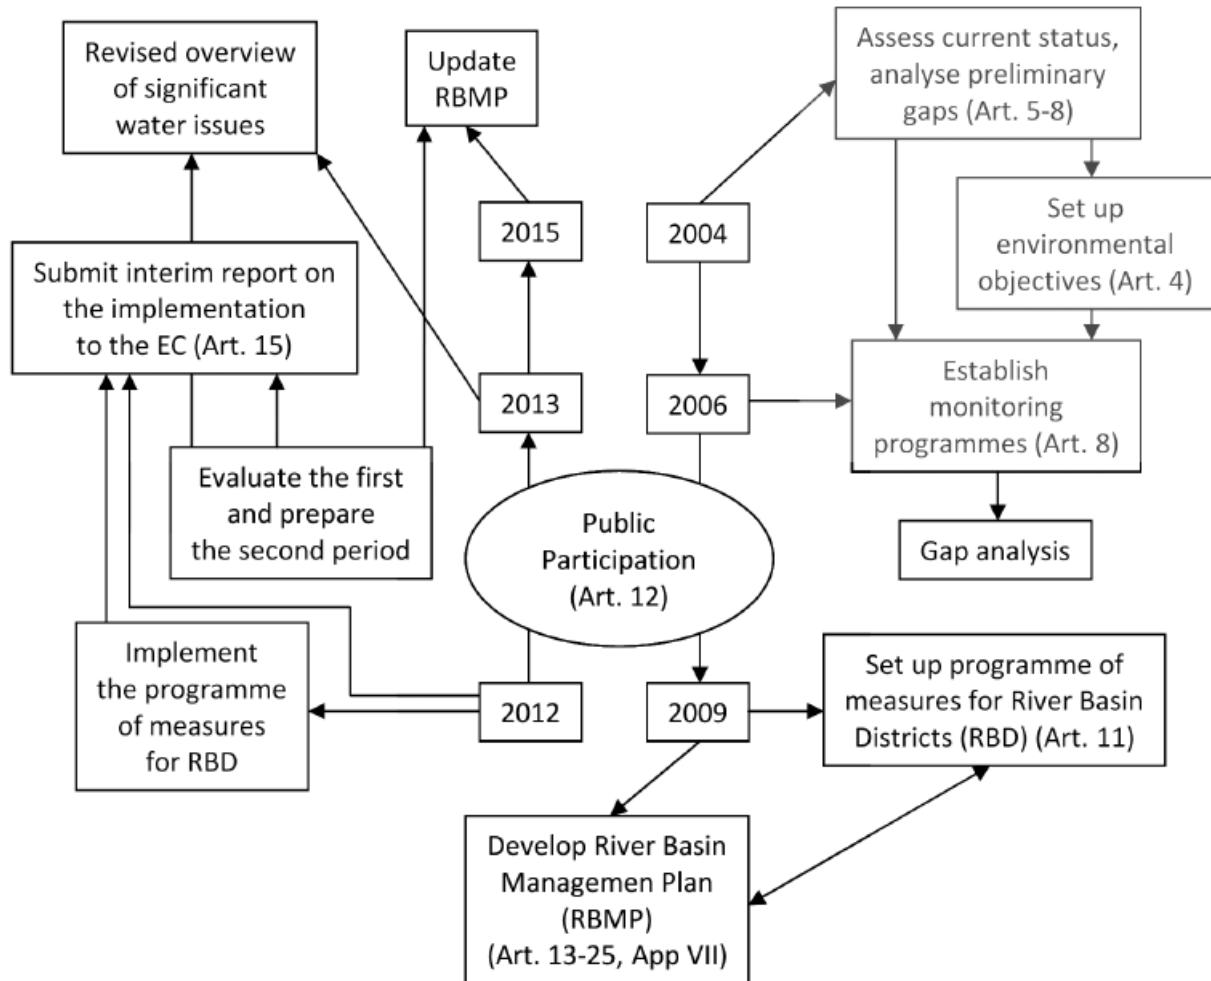 Revised overview
of significant
water issues
Update
RBMP
Assess current status,
analyse preliminary
gaps (Art. 5-8)
2015
2004
Set up
environmental
objectives (Art. 4)
Submit interim report on
the implementation
to the EC (Art. 15)
2013
2006
Establish
monitoring
programmes (Art. 8)
Evaluate the first
and prepare
the second period
Public
Participation
(Art. 12)
Gap analysis
Implement
the programme
of measures
for RBD
2012
2009
Set up programme of
measures for River Basin
Districts (RBD) (Art. 11)
Develop River Basin
Managemen Plan
(RBMP)
(Art. 13-25, App VII)